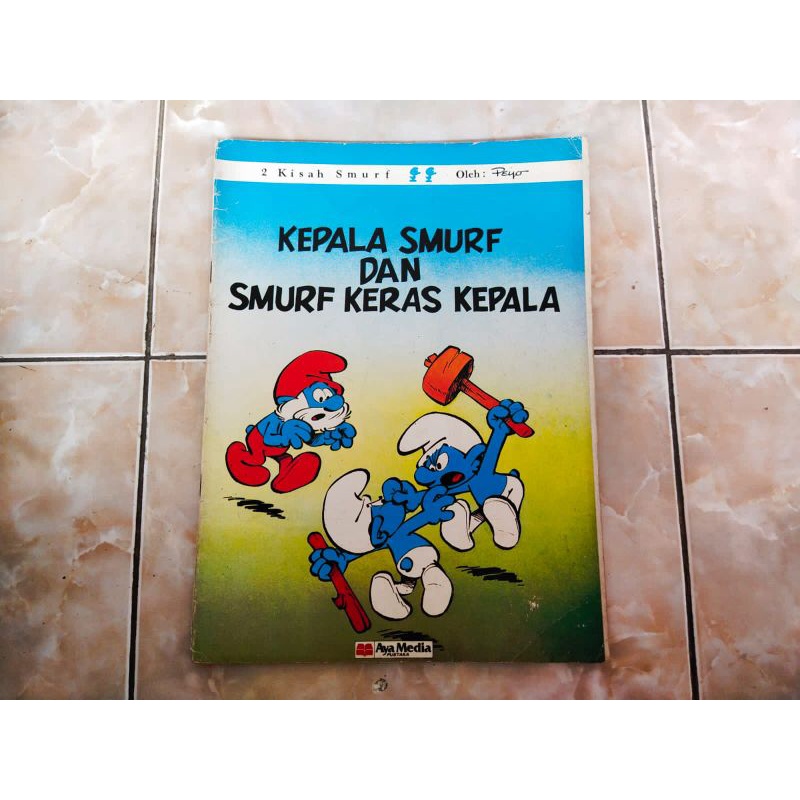 2 Kisah Smurf Oleh: Peyo
KEPALA SMURF
DAN
SMURF KERAS KEPALA
Aya Media
PUSTAKA